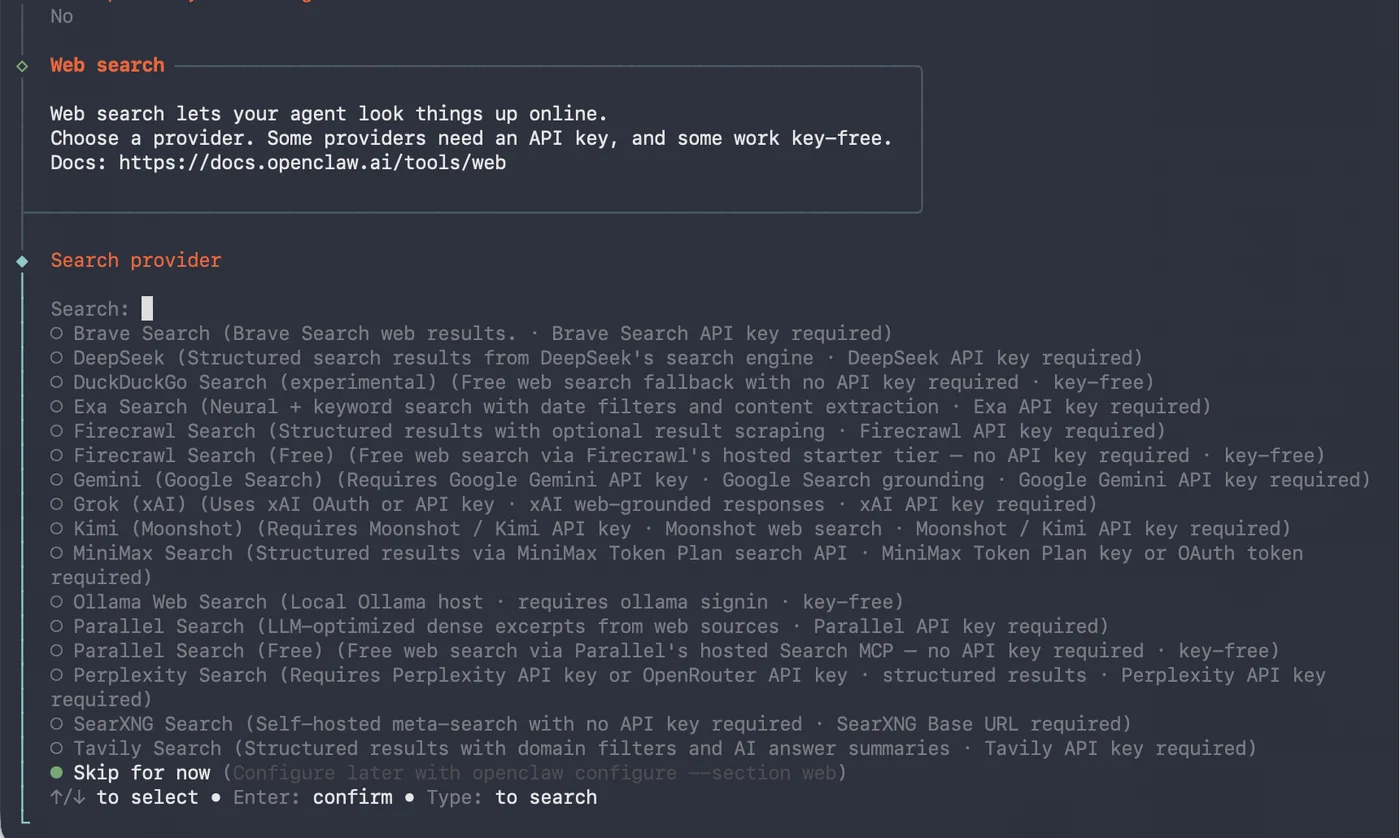 No
Web search
Web search lets your agent look things up online.
Choose a provider. Some providers need an API key, and some work key-free.
Docs: https://docs.openclaw.ai/tools/web
Search provider
Search:
Brave Search (Brave Search web results. · Brave Search API key required)
DeepSeek (Structured search results from DeepSeek's search engine · DeepSeek API key required)
DuckDuckGo Search (experimental) (Free web search fallback with no API key required · key-free)
Exa Search (Neural + keyword search with date filters and content extraction · Exa API key required)
Firecrawl Search (Structured results with optional result scraping · Firecrawl API key required)
Firecrawl Search (Free) (Free web search via Firecrawl's hosted starter tier — no API key required · key-free)
Gemini (Google Search) (Requires Google Gemini API key · Google Search grounding · Google Gemini API key required)
Grok (xAI) (Uses xAI OAuth or API key · xAI web-grounded responses · xAI API key required)
Kimi (Moonshot) (Requires Moonshot / Kimi API key · Moonshot web search · Moonshot / Kimi API key required)
MiniMax Search (Structured results via MiniMax Token Plan search API · MiniMax Token Plan key or OAuth token
required)
Ollama Web Search (Local Ollama host · requires ollama signin · key-free)
Parallel Search (LLM-optimized dense excerpts from web sources · Parallel API key required)
Parallel Search (Free) (Free web search via Parallel's hosted Search MCP — no API key required · key-free)
Perplexity Search (Requires Perplexity API key or OpenRouter API key · structured results · Perplexity API key
required)
SearXNG Search (Self-hosted meta-search with no API key required · SearXNG Base URL required)
Tavily Search (Structured results with domain filters and AI answer summaries · Tavily API key required)
Skip for now (Configure later with openclaw configure --section web)
↑/↓ to select • Enter: confirm • Type: to search